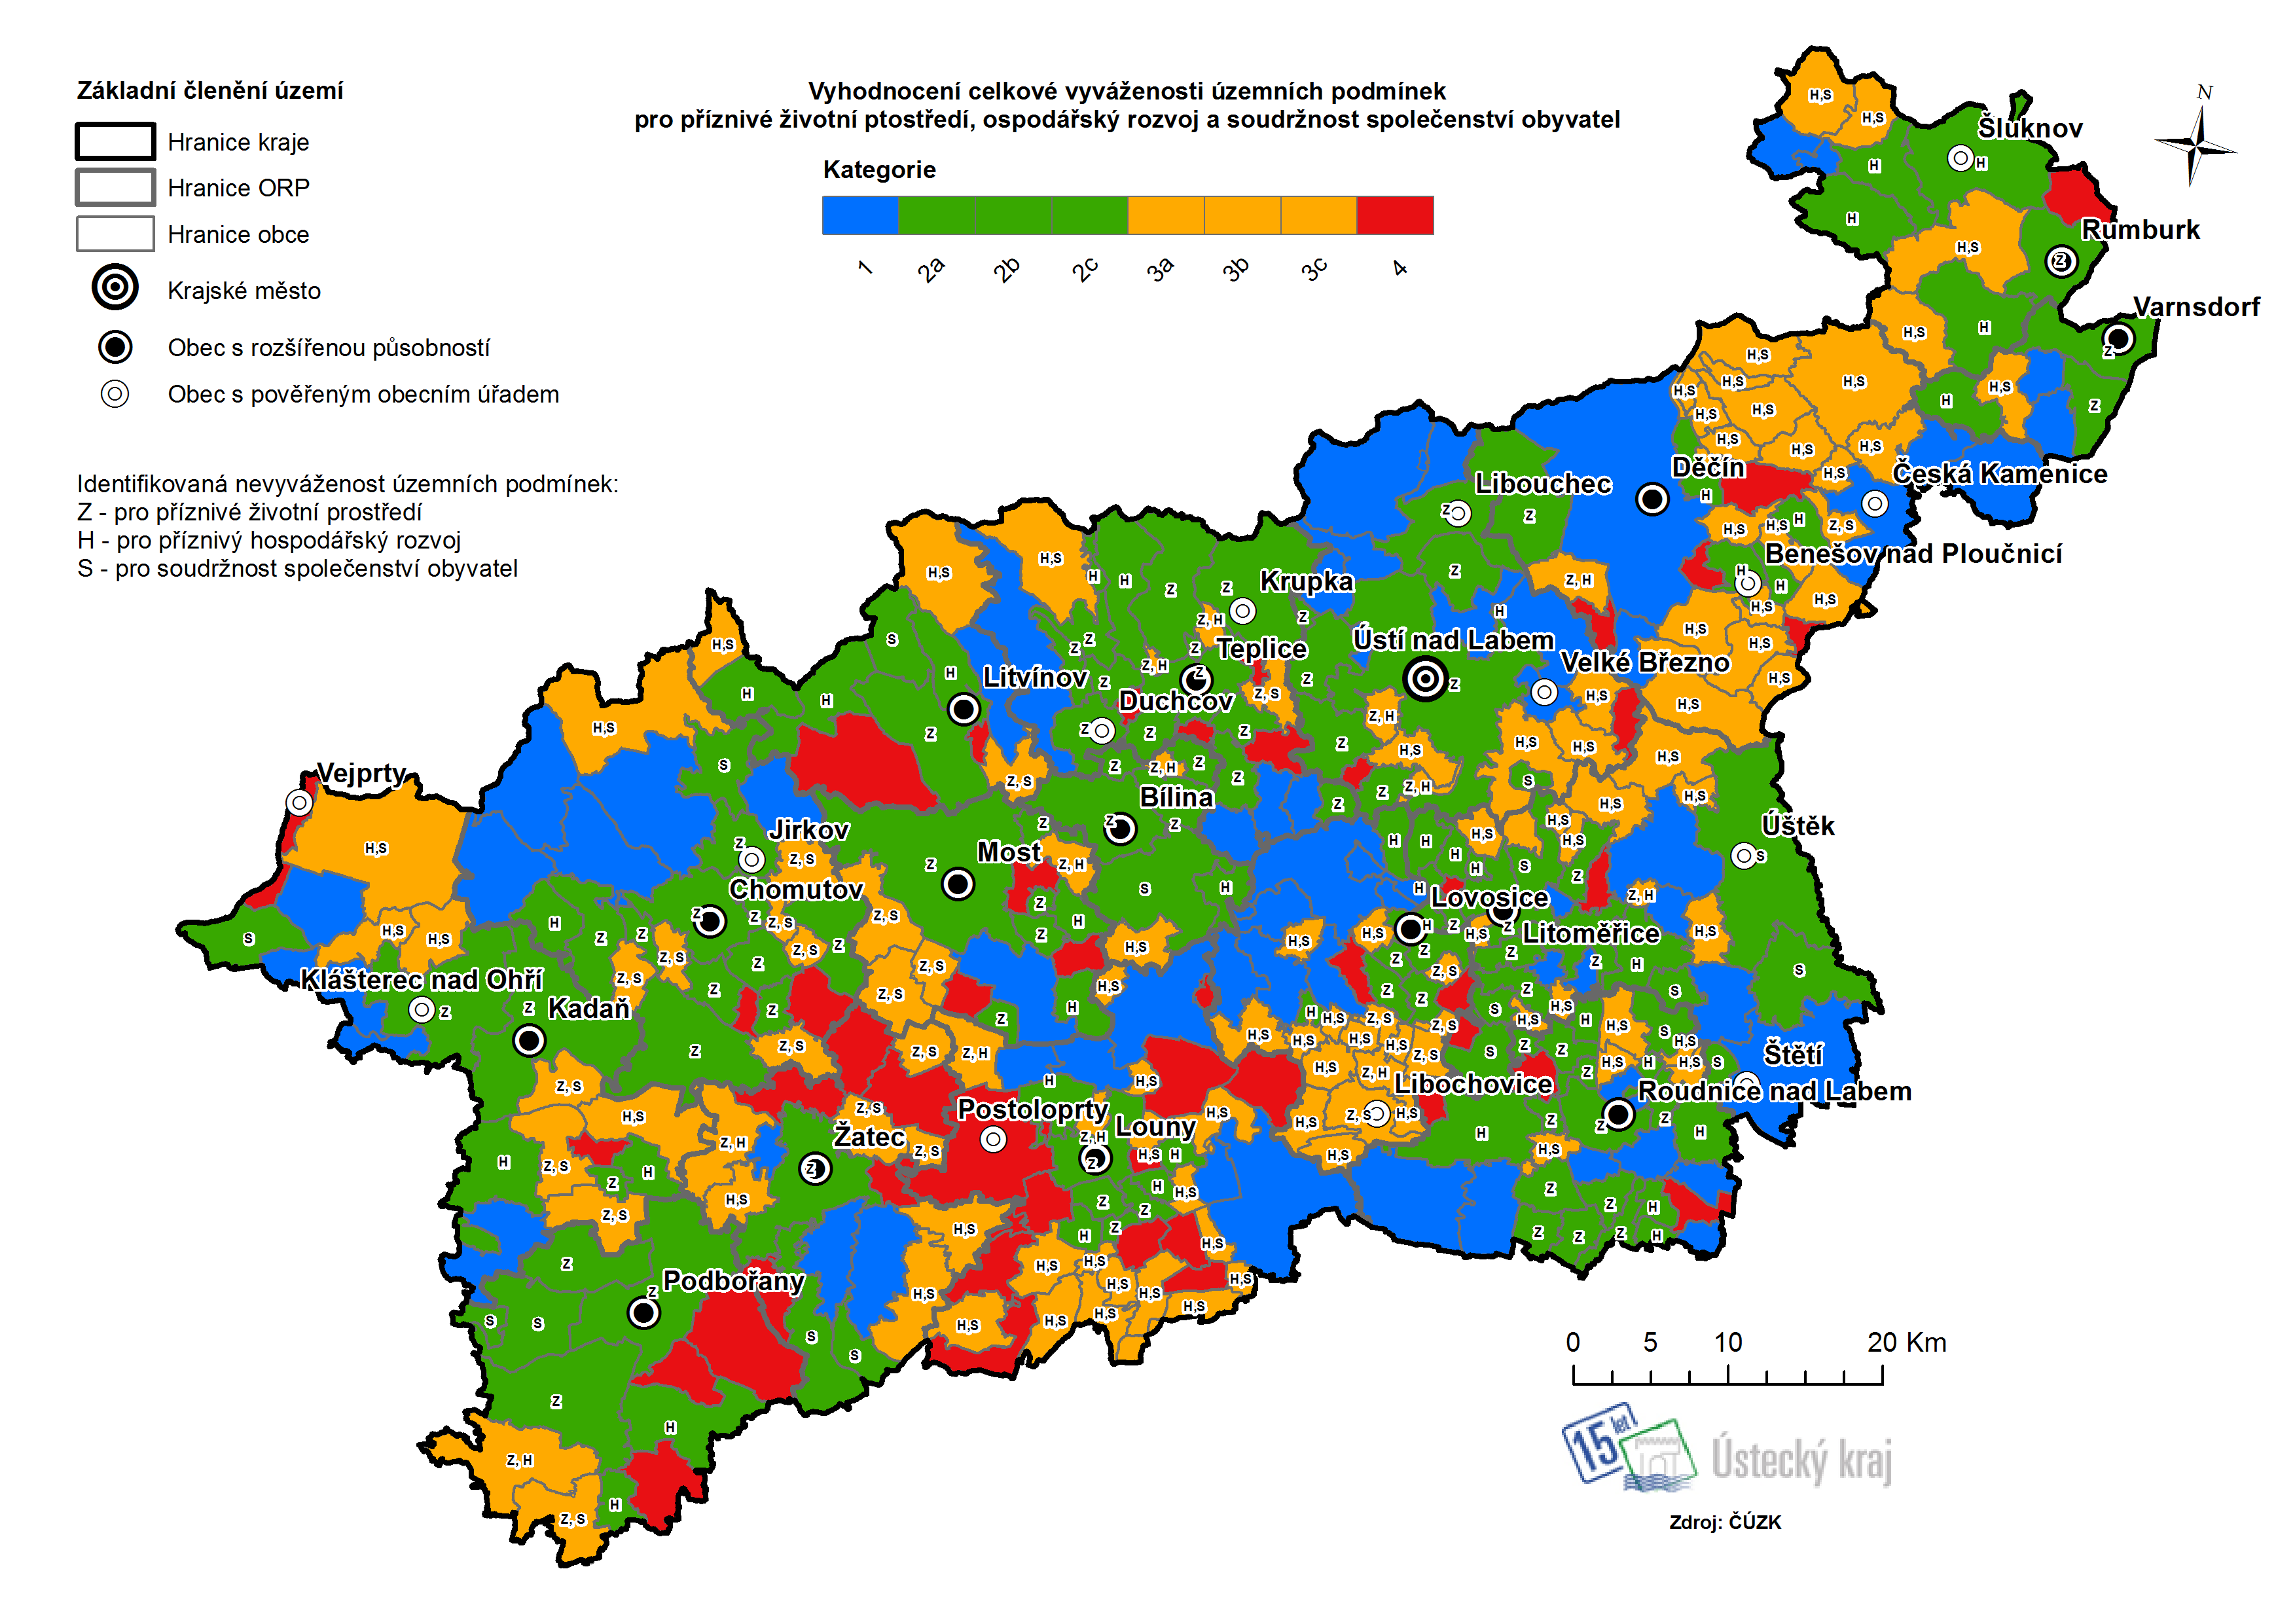 Základní členění území
Hranice kraje
Hranice ORP
Hranice obce
Krajské město
Obec s rozšířenou působností
Obec s pověřeným obecním úřadem
Identifikovaná nevyváženost územních podmínek:
Z - pro příznivé životní prostředí
H - pro příznivý hospodářský rozvoj
S - pro soudržnost společenství obyvatel
Vyhodnocení celkové vyváženosti územních podmínek
pro příznivé životní ptostředí, ospodářský rozvoj a soudržnost společenství obyvatel
Kategorie
1 2a 2b 2c 3a 3b 3c 4
N
Šluknov
Rumburk
Varnsdorf
Děčín
Česká Kamenice
Libouchec
Benešov nad Ploučnicí
Krupka
Ústí nad Labem
Teplice
Velké Březno
Litvínov
Duchcov
Vejprty
Bílina
Úštěk
Jirkov
Most
Chomutov
Lovosice
Litoměřice
Klášterec nad Ohří
Kadaň
Štětí
Libochovice
Roudnice nad Labem
Postoloprty
Louny
Žatec
Podbořany
0 5 10 20 Km
15 let
Ústecký kraj
Zdroj: ČÚZK